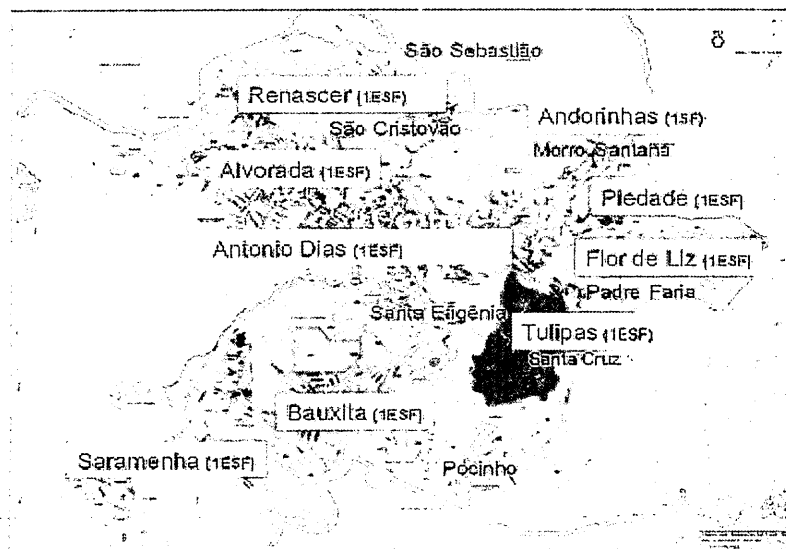 São Sebastião
Renascer (1ESF)
Andorinhas (1SF)
São Cristovão
Morro Santana
Alvorada (1ESF)
Piedade (1ESF)
Antonio Dias (1ESF)
Flor de Liz (1ESF)
Padre Faria
Santa Efigênia
Tulipas (1ESF)
Santa Cruz
Bauxita (1ESF)
Saramenha (1ESF)
Pocinho